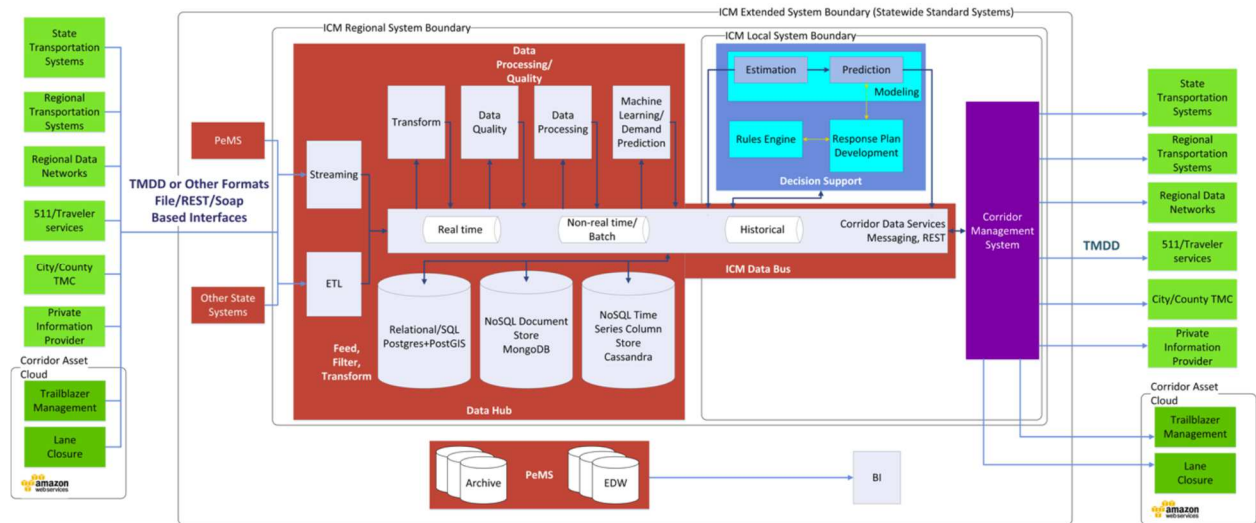 ICM Extended System Boundary (Statewide Standard Systems)
ICM Regional System Boundary
ICM Local System Boundary
State
Transportation
Systems
Regional
Transportation
Systems
Regional Data
Networks
511/Traveler
services
City/County
TMC
Private
Information
Provider
Corridor Asset
Cloud
Trailblazer
Management
Lane
Closure
amazon
webservices
TMDD or Other Formats
File/REST/Soap
Based Interfaces
PeMS
Other State
Systems
Data
Processing/
Quality
Transform
Data
Quality
Data
Processing
Machine
Learning/
Demand
Prediction
Streaming
ETL
Real time
Non-real time/
Batch
Historical
Corridor Data Services
Messaging, REST
ICM Data Bus
Relational/SQL
Postgres+PostGIS
NoSQL Document
Store
MongoDB
NoSQL Time
Series Column
Store
Cassandra
Feed,
Filter,
Transform
Data Hub
Estimation
Prediction
Modeling
Rules Engine
Response Plan
Development
Decision Support
Corridor
Management
System
TMDD
State
Transportation
Systems
Regional
Transportation
Systems
Regional Data
Networks
511/Traveler
services
City/County TMC
Private
Information
Provider
Corridor Asset
Cloud
Trailblazer
Management
Lane
Closure
amazon
webservices
Archive
PeMS
EDW
BI